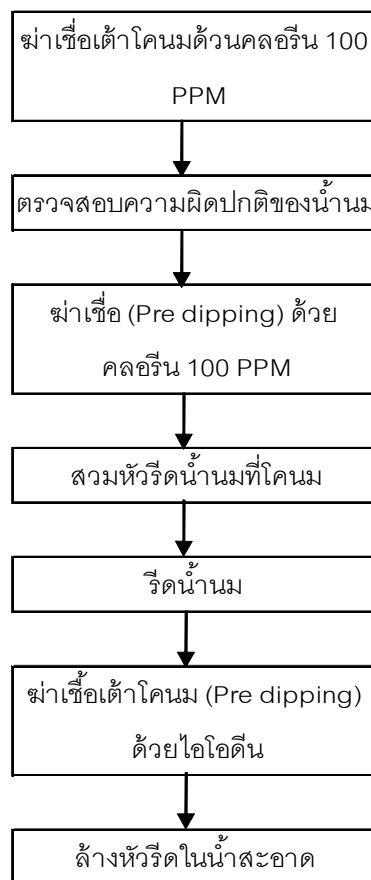 ฆ่าเชื่อเต้าโคนมด้วนคลอรีน 100
PPM
ตรวจสอบความผิดปกติของน้ำนม
ฆ่าเชื่อ (Pre dipping) ด้วย
คลอรีน 100 PPM
สวมหัวรีดน้ำนมที่โคนม
รีดน้ำนม
ฆ่าเชื้อเต้าโคนม (Pre dipping)
ด้วยไอโอดีน
ล้างหัวรีดในน้ำสะอาด